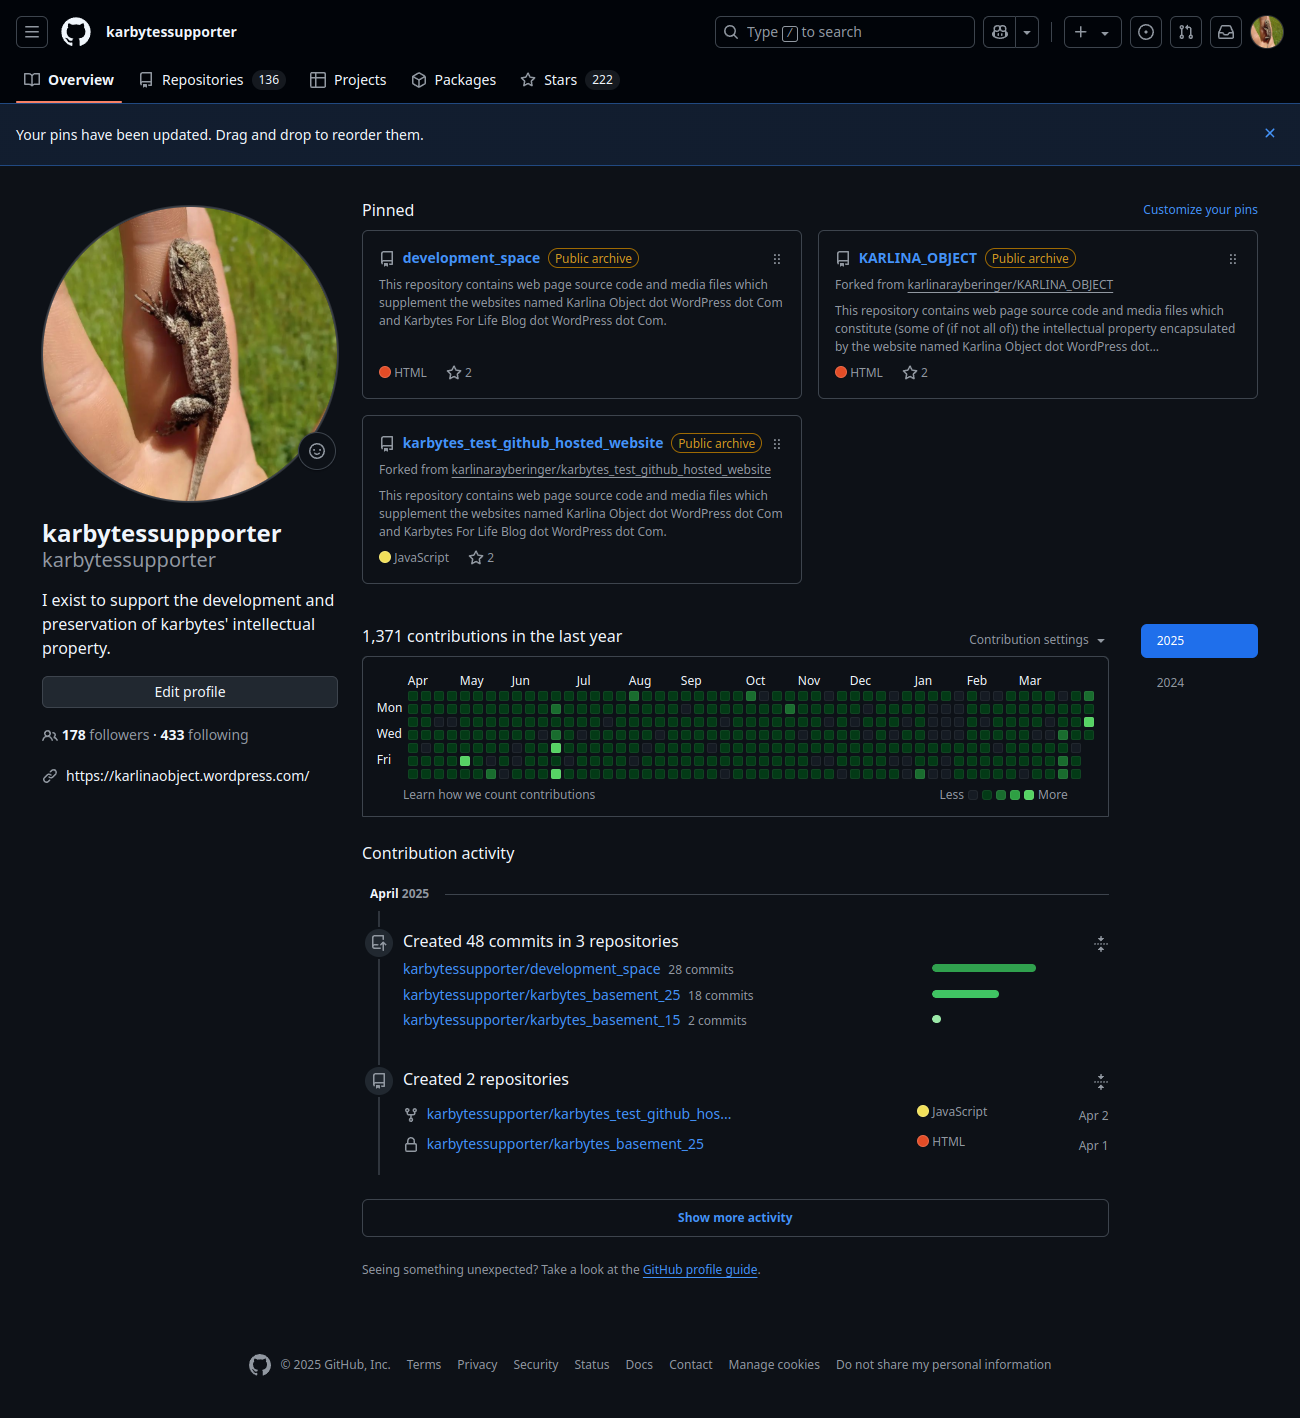 karbytessupporter
Type / to search
Overview
Repositories 136
Projects
Packages
Stars 222
Your pins have been updated. Drag and drop to reorder them.
karbytessuppporter
karbytessupporter
I exist to support the development and
preservation of karbytes' intellectual
property.
Edit profile
178 followers · 433 following
https://karlinaobject.wordpress.com/
Pinned
Customize your pins
development_space Public archive
This repository contains web page source code and media files which
supplement the websites named Karlina Object dot WordPress dot Com
and Karbytes For Life Blog dot WordPress dot Com.
HTML 2
KARLINA_OBJECT Public archive
Forked from karlinarayberinger/KARLINA_OBJECT
This repository contains web page source code and media files which
constitute (some of (if not all of)) the intellectual property encapsulated
by the website named Karlina Object dot WordPress dot...
HTML 2
karbytes_test_github_hosted_website Public archive
Forked from karlinarayberinger/karbytes_test_github_hosted_website
This repository contains web page source code and media files which
supplement the websites named Karlina Object dot WordPress dot Com
and Karbytes For Life Blog dot WordPress dot Com.
JavaScript 2
1,371 contributions in the last year
Contribution settings
2025
2024
Apr May Jun Jul Aug Sep Oct Nov Dec Jan Feb Mar
Mon
Wed
Fri
Learn how we count contributions
Less More
Contribution activity
April 2025
Created 48 commits in 3 repositories
karbytessupporter/development_space 28 commits
karbytessupporter/karbytes_basement_25 18 commits
karbytessupporter/karbytes_basement_15 2 commits
Created 2 repositories
karbytessupporter/karbytes_test_github_hos... JavaScript Apr 2
karbytessupporter/karbytes_basement_25 HTML Apr 1
Show more activity
Seeing something unexpected? Take a look at the GitHub profile guide.
© 2025 GitHub, Inc. Terms Privacy Security Status Docs Contact Manage cookies Do not share my personal information